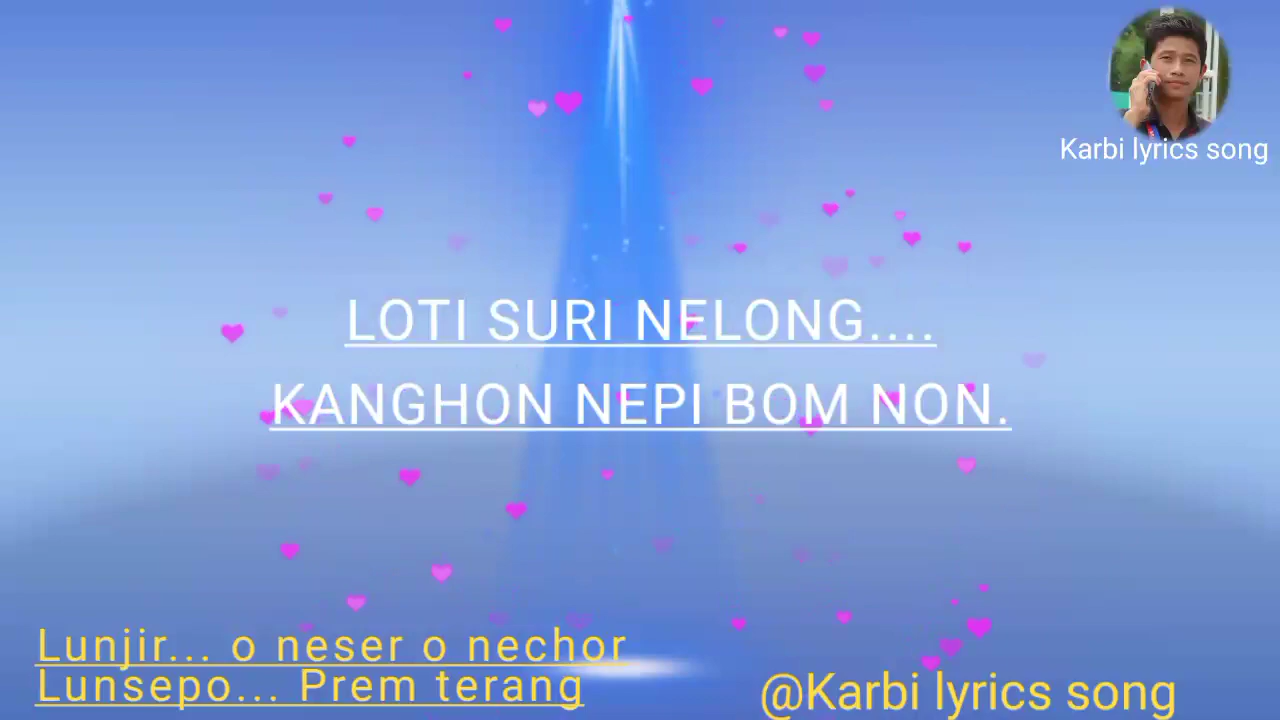 Karbi lyrics song
LOTI SURI NELONG....
KANGHON NEPI BOM NON.
Lunjir... o neser o nechor
Lunsepo... Prem terang
@Karbi lyrics song